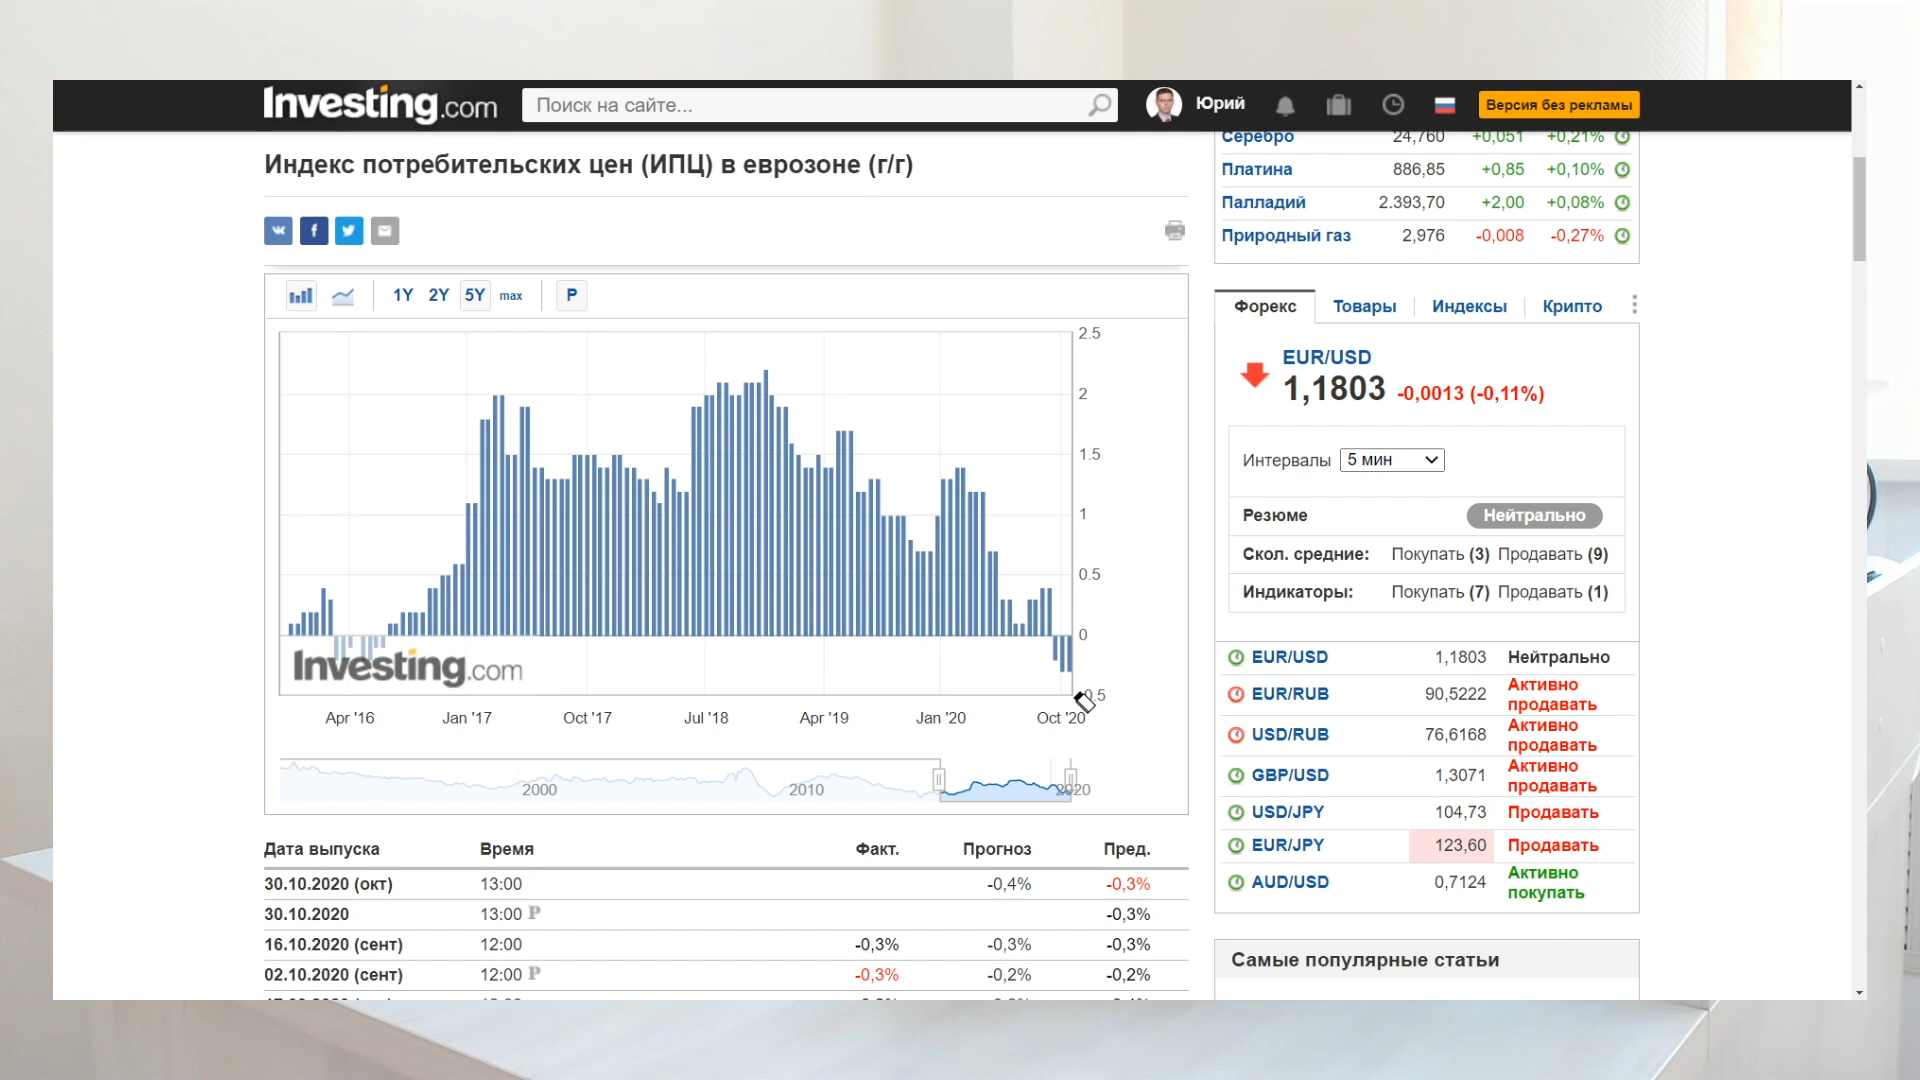 Investing.com
Поиск на сайте...
Юрий
Версия без рекламы
Индекс потребительских цен (ИПЦ) в еврозоне (г/г)
1Y 2Y 5Y max P
2.5
2
1.5
1
0.5
0
Investing.com
Apr '16 Jan '17 Oct '17 Jul '18 Apr '19 Jan '20 Oct '20
2000 2010 2020
Дата выпуска Время Факт. Прогноз Пред.
30.10.2020 (окт) 13:00 -0,4% -0,3%
30.10.2020 13:00 P -0,3%
16.10.2020 (сент) 12:00 -0,3% -0,3% -0,3%
02.10.2020 (сент) 12:00 P -0,3% -0,2% -0,2%
Серебро 24,760 +0,051 +0,21%
Платина 886,85 +0,85 +0,10%
Палладий 2.393,70 +2,00 +0,08%
Природный газ 2,976 -0,008 -0,27%
Форекс Товары Индексы Крипто
EUR/USD
1,1803 -0,0013 (-0,11%)
Интервалы 5 мин
Резюме Нейтрально
Скол. средние: Покупать (3) Продавать (9)
Индикаторы: Покупать (7) Продавать (1)
EUR/USD 1,1803 Нейтрально
EUR/RUB 90,5222 Активно
продавать
USD/RUB 76,6168 Активно
продавать
GBP/USD 1,3071 Активно
продавать
USD/JPY 104,73 Продавать
EUR/JPY 123,60 Продавать
AUD/USD 0,7124 Активно
покупать
Самые популярные статьи